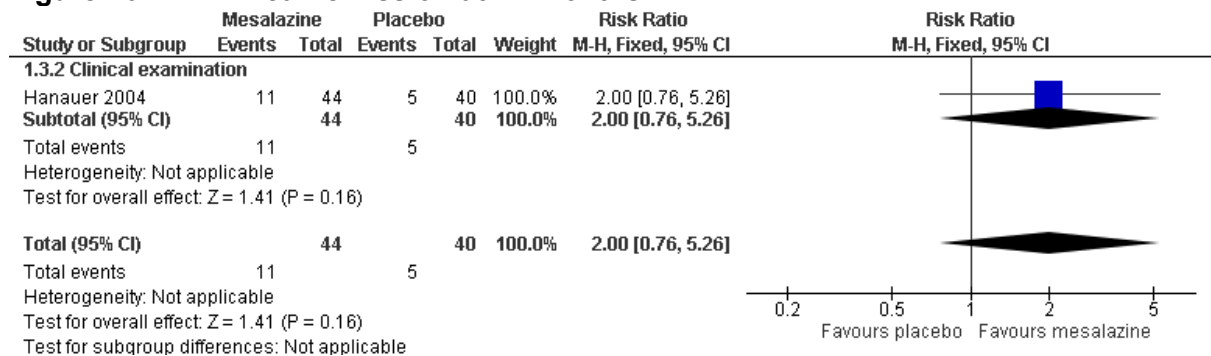 Mesalazine Placebo Risk Ratio Risk Ratio
Study or Subgroup Events Total Events Total Weight M-H, Fixed, 95% CI M-H, Fixed, 95% CI
1.3.2 Clinical examination
Hanauer 2004 11 44 5 40 100.0% 2.00 [0.76, 5.26]
Subtotal (95% CI) 44 40 100.0% 2.00 [0.76, 5.26]
Total events 11 5
Heterogeneity: Not applicable
Test for overall effect: Z = 1.41 (P = 0.16)
Total (95% CI) 44 40 100.0% 2.00 [0.76, 5.26]
Total events 11 5
Heterogeneity: Not applicable
Test for overall effect: Z = 1.41 (P = 0.16)
Test for subgroup differences: Not applicable
0.2 0.5 1 2 5
Favours placebo Favours mesalazine